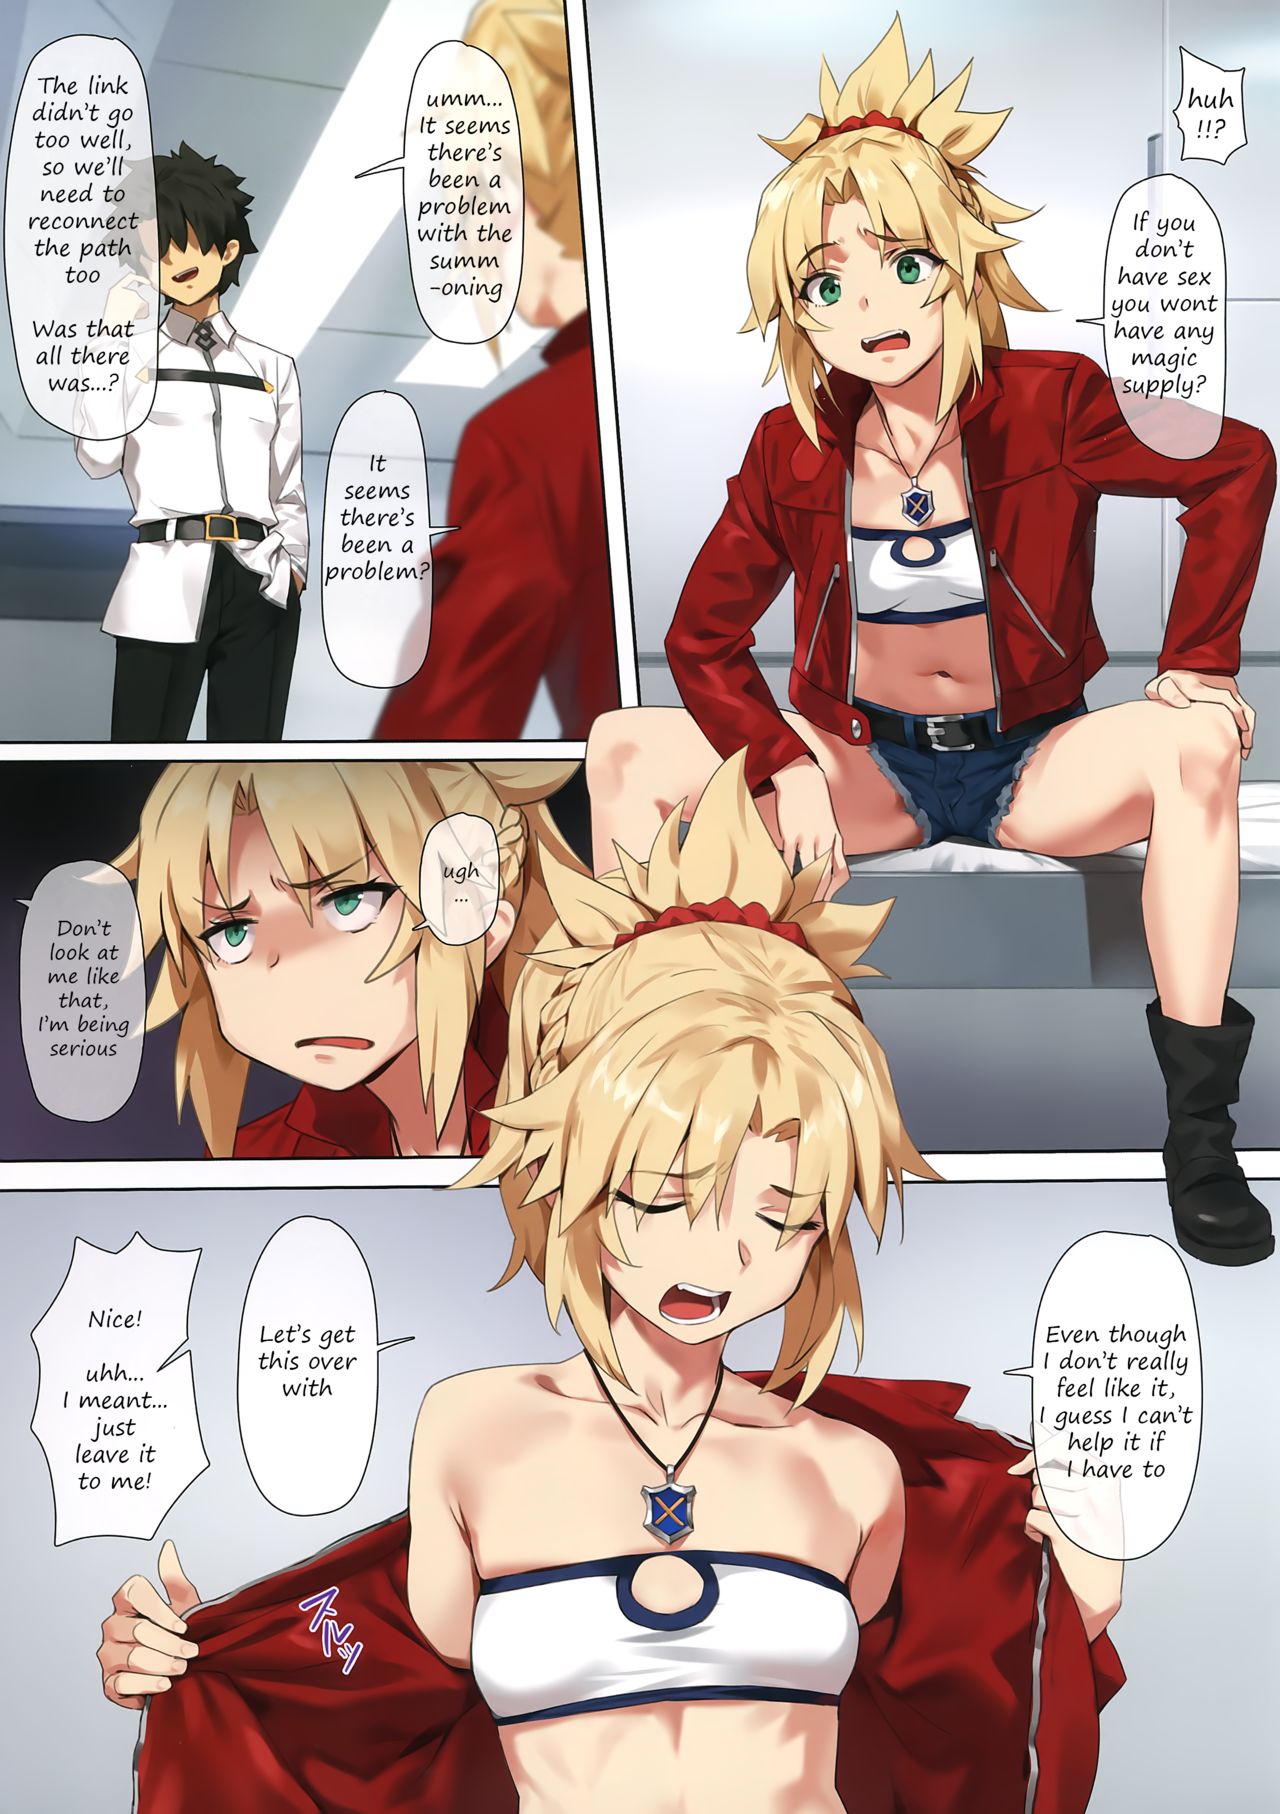 huh
!!?
If you
don't
have sex
you wont
have any
magic
supply?
umm...
It seems
there's
been a
problem
with the
summ
-oning
The link
didn't go
too well,
so we'll
need to
reconnect
the path
too
Was that
all there
was...?
It
seems
there's
been a
problem?
ugh
...
Don't
look at
me like
that,
I'm being
serious
Even though
I don't really
feel like it,
I guess I can't
help it if
I have to
Let's get
this over
with
Nice!
uhh...
I meant...
just
leave it
to me!
ズルッ